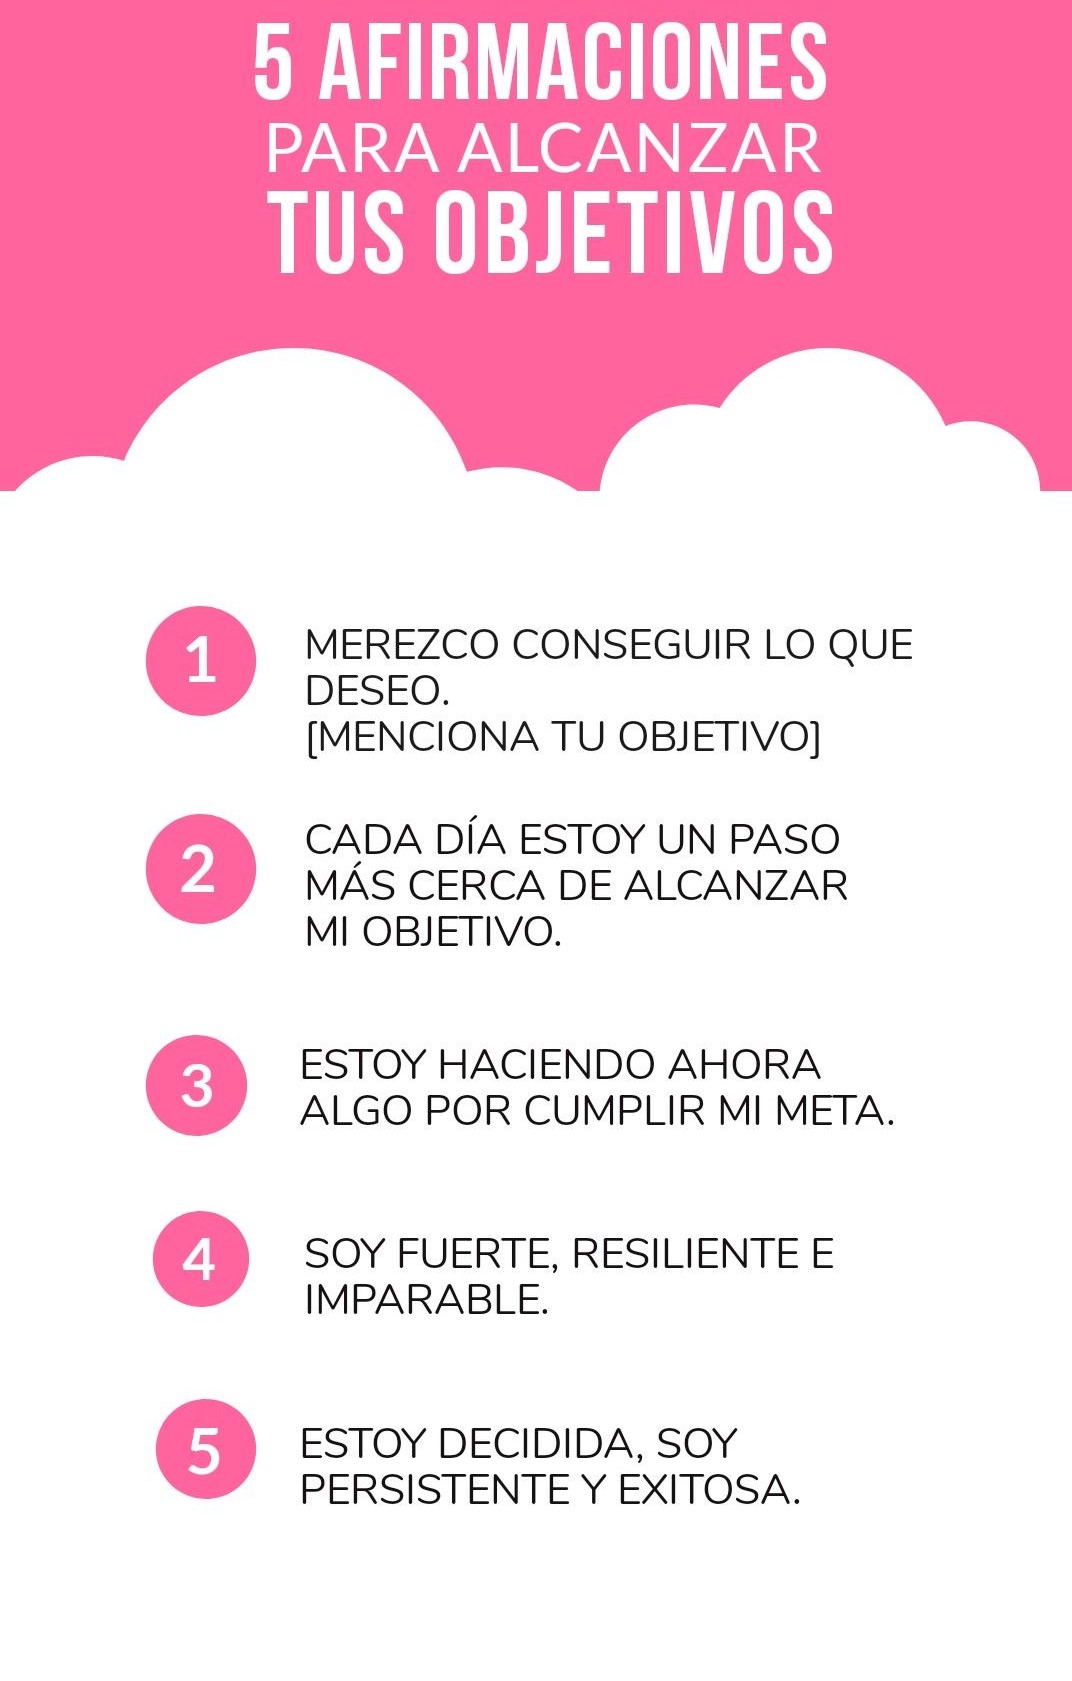 5 AFIRMACIONES
PARA ALCANZAR
TUS OBJETIVOS
1
MEREZCO CONSEGUIR LO QUE
DESEO.
[MENCIONA TU OBJETIVO]
2
CADA DÍA ESTOY UN PASO
MÁS CERCA DE ALCANZAR
MI OBJETIVO.
3
ESTOY HACIENDO AHORA
ALGO POR CUMPLIR MI META.
4
SOY FUERTE, RESILIENTE E
IMPARABLE.
5
ESTOY DECIDIDA, SOY
PERSISTENTE Y EXITOSA.